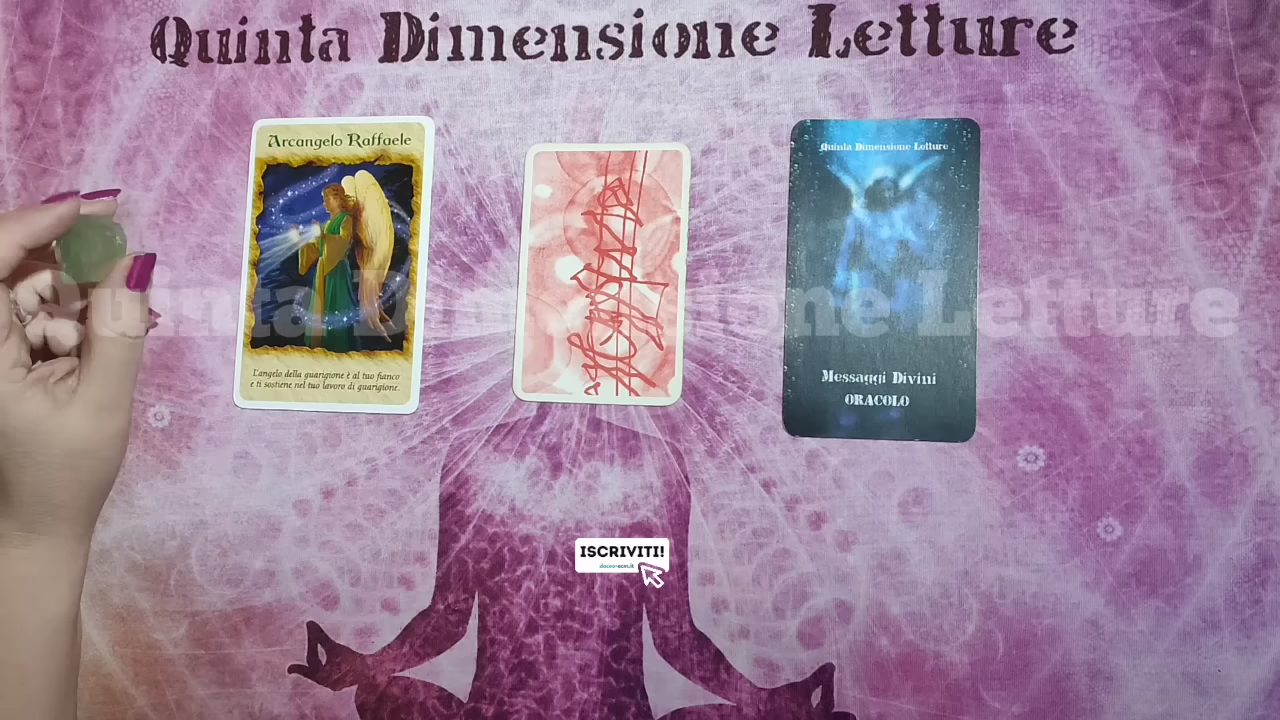 Quinta Dimensione Letture
Arcangelo Raffaele
L'angelo della guarigione è al tuo fianco
e ti sostiene nel tuo lavoro di guarigione.
Quinta Dimensione Letture
Messaggi Divini
ORACOLO
Quinta Dimensione Letture
ISCRIVITI!